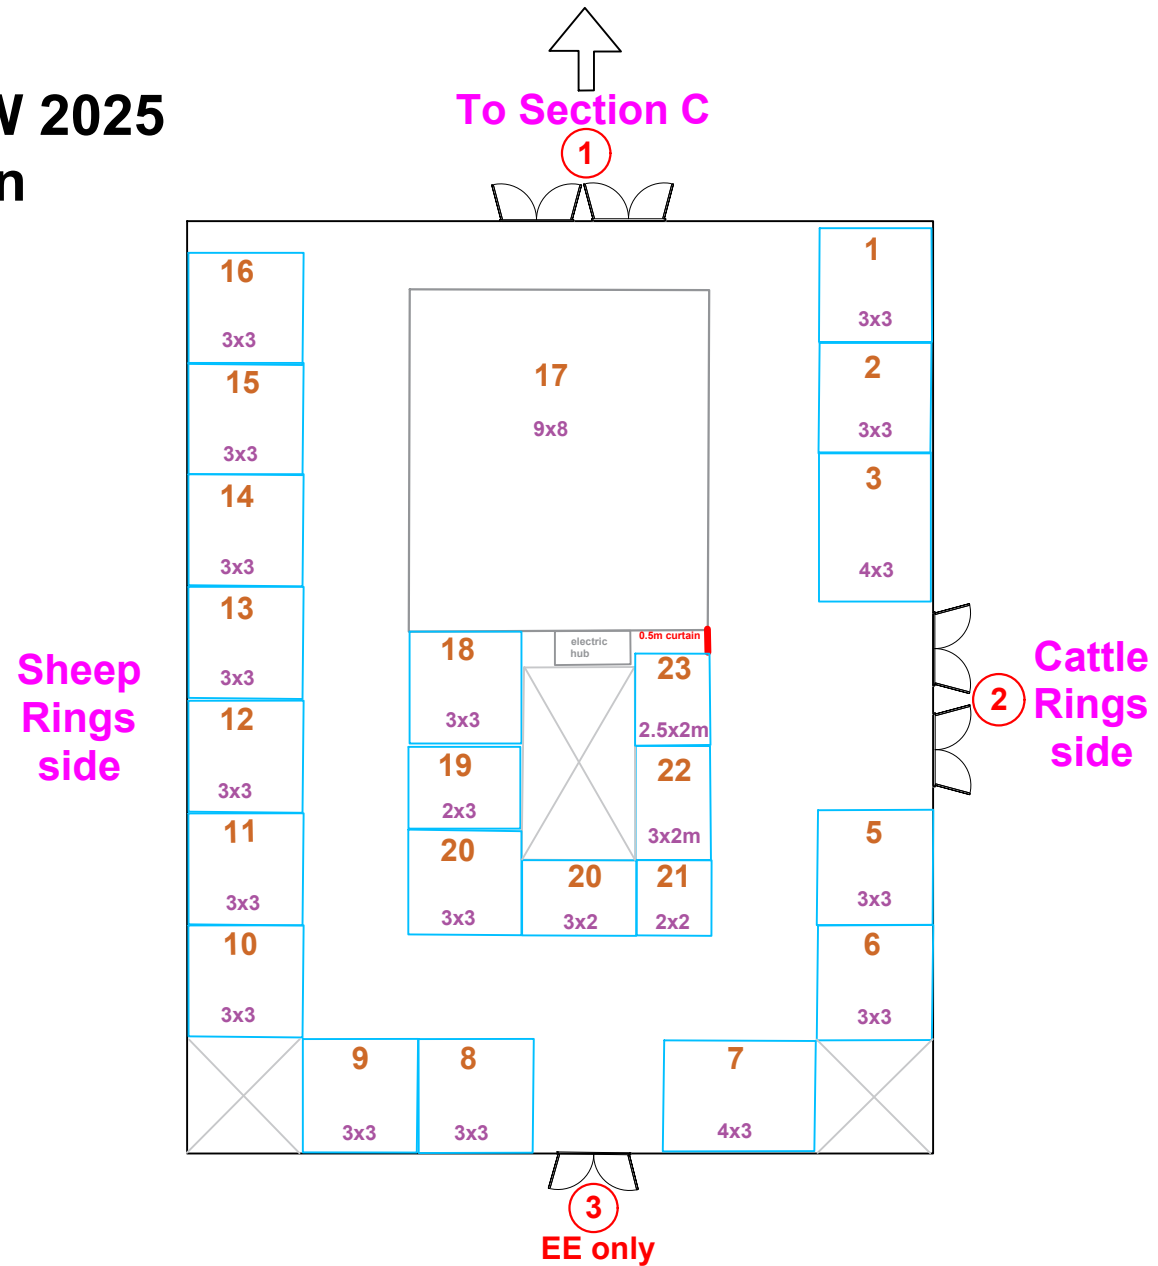 To Section C
W 2025
n
1
1
3x3
16
3x3
2
3x3
17
9x8
15
3x3
3
4x3
14
3x3
13
3x3
electric
hub
0.5m curtain
18
3x3
23
2.5x2m
Sheep
Rings
side
2
Cattle
Rings
side
12
3x3
19
2x3
22
3x2m
11
3x3
20
3x3
20
3x2
21
2x2
5
3x3
10
3x3
6
3x3
9
3x3
8
3x3
7
4x3
3
EE only